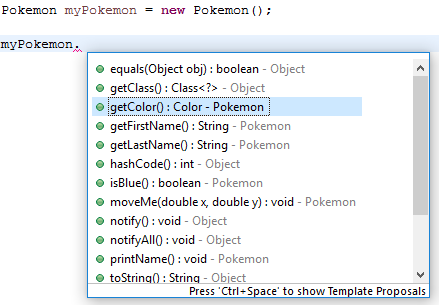 Pokemon myPokemon = new Pokemon();
myPokemon.
equals(Object obj) : boolean - Object
getClass() : Class<?> - Object
getColor() : Color - Pokemon
getFirstName() : String - Pokemon
getLastName() : String - Pokemon
hashCode() : int - Object
isBlue() : boolean - Pokemon
moveMe(double x, double y) : void - Pokemon
notify() : void - Object
notifyAll() : void - Object
printName() : void - Pokemon
toString() : String - Object
Press 'Ctrl+Space' to show Template Proposals